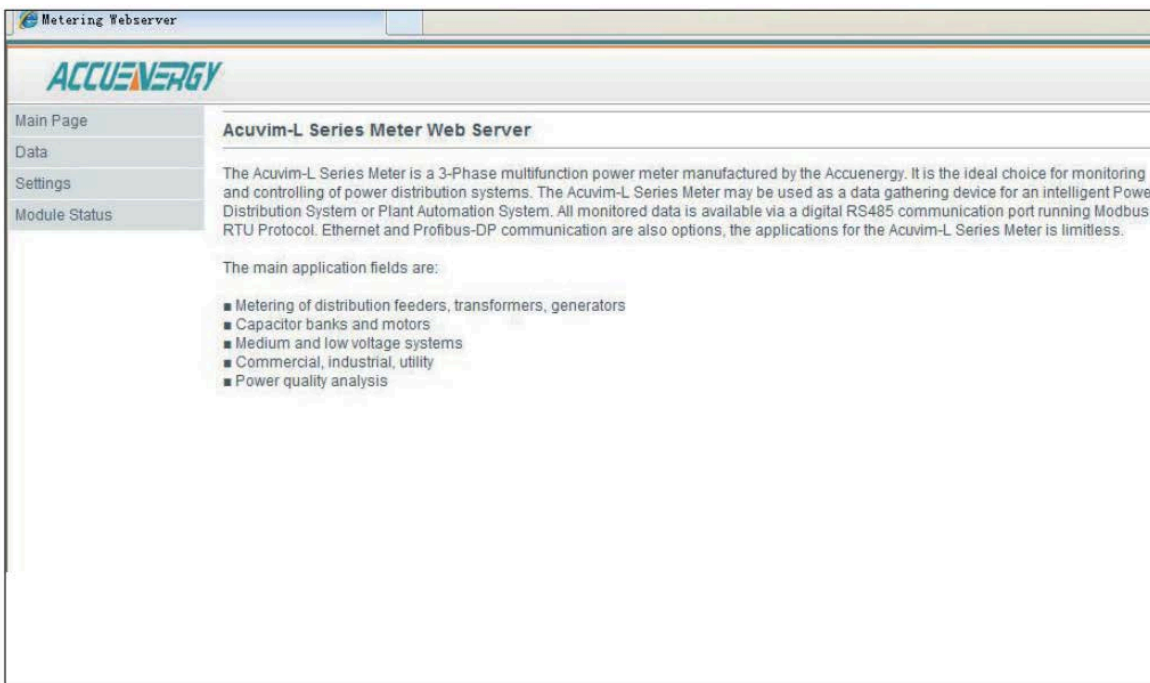 Metering Webserver
ACCUENERGY
Main Page
Data
Settings
Module Status
Acuvim-L Series Meter Web Server
The Acuvim-L Series Meter is a 3-Phase multifunction power meter manufactured by the Accuenergy. It is the ideal choice for monitoring
and controlling of power distribution systems. The Acuvim-L Series Meter may be used as a data gathering device for an intelligent Powe
Distribution System or Plant Automation System. All monitored data is available via a digital RS485 communication port running Modbus
RTU Protocol. Ethernet and Profibus-DP communication are also options, the applications for the Acuvim-L Series Meter is limitless.
The main application fields are:
■ Metering of distribution feeders, transformers, generators
■ Capacitor banks and motors
■ Medium and low voltage systems
■ Commercial, industrial, utility
■ Power quality analysis